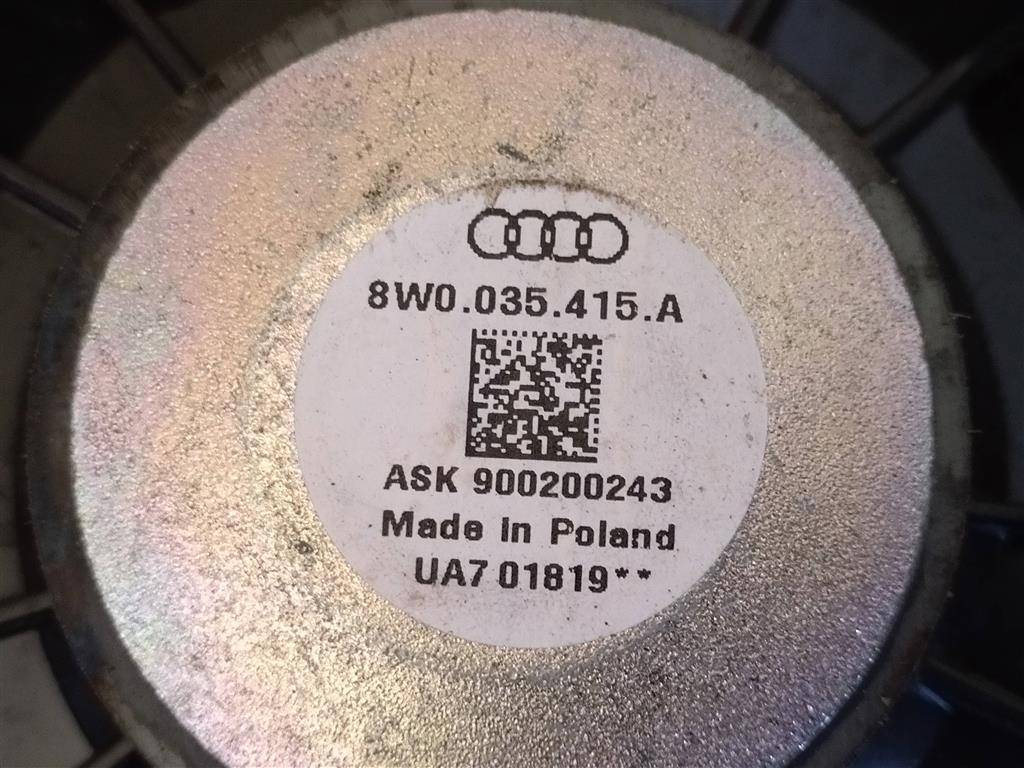 8W0.035.415.A
ASK 900200243
Made In Poland
UA7 01819**